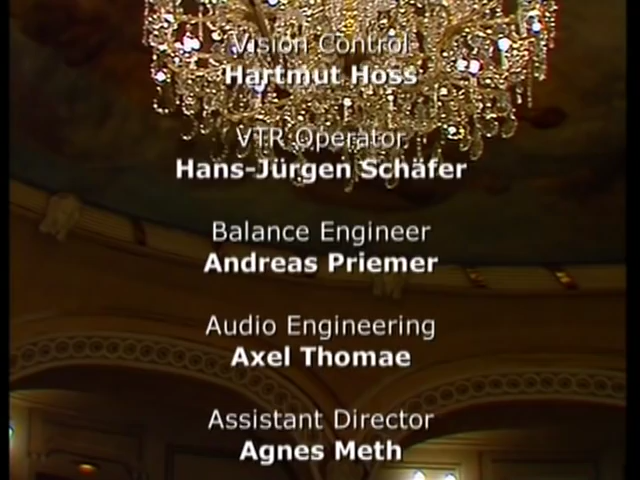 Vision Control
Hartmut Hoss
VTR Operator
Hans-Jürgen Schäfer
Balance Engineer
Andreas Priemer
Audio Engineering
Axel Thomae
Assistant Director
Agnes Meth